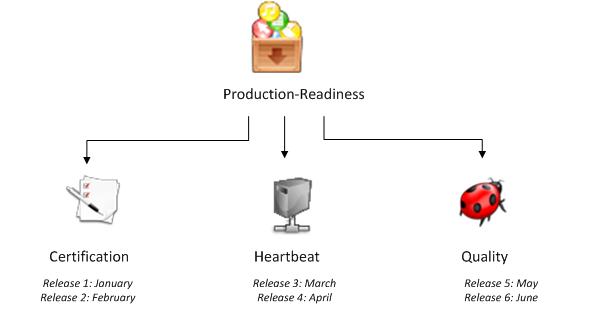 Production-Readiness
Certification
Release 1: January
Release 2: February
Heartbeat
Release 3: March
Release 4: April
Quality
Release 5: May
Release 6: June